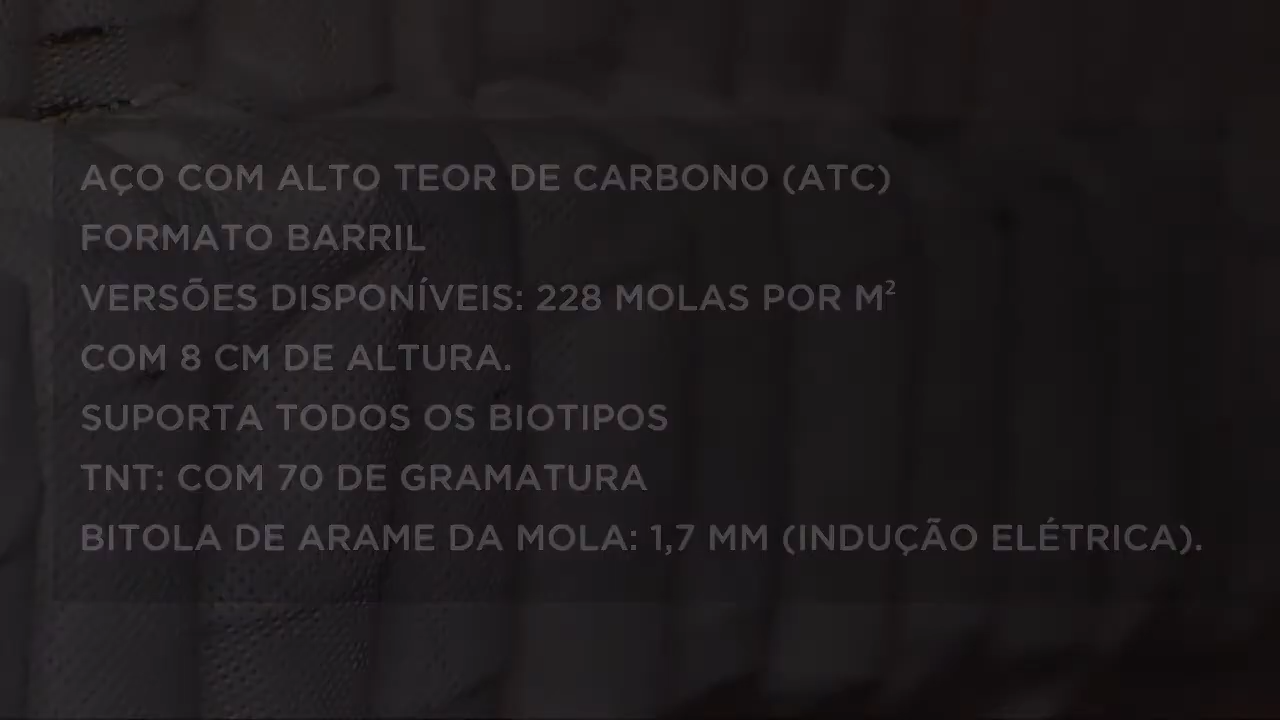 AÇO COM ALTO TEOR DE CARBONO (ATC)
FORMATO BARRIL
VERSÕES DISPONÍVEIS: 228 MOLAS POR M²
COM 8 CM DE ALTURA.
SUPORTA TODOS OS BIOTIPOS
TNT: COM 70 DE GRAMATURA
BITOLA DE ARAME DA MOLA: 1,7 MM (INDUÇÃO ELÉTRICA).